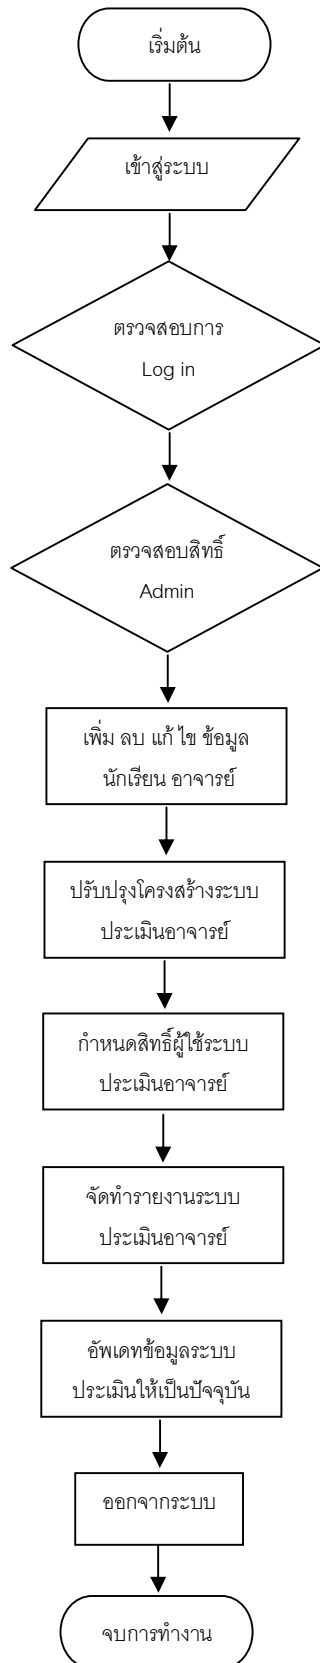 เริ่มต้น
เข้าสู่ระบบ
ตรวจสอบการ
Log in
ตรวจสอบสิทธิ์
Admin
เพิ่ม ลบ แก้ไข ข้อมูล
นักเรียน อาจารย์
ปรับปรุงโครงสร้างระบบ
ประเมินอาจารย์
กำหนดสิทธิ์ผู้ใช้ระบบ
ประเมินอาจารย์
จัดทำรายงานระบบ
ประเมินอาจารย์
อัพเดทข้อมูลระบบ
ประเมินให้เป็นปัจจุบัน
ออกจากระบบ
จบการทำงาน